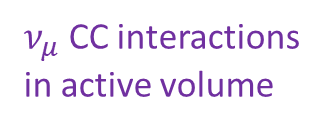 𝜈𝜇 CC interactions
in active volume